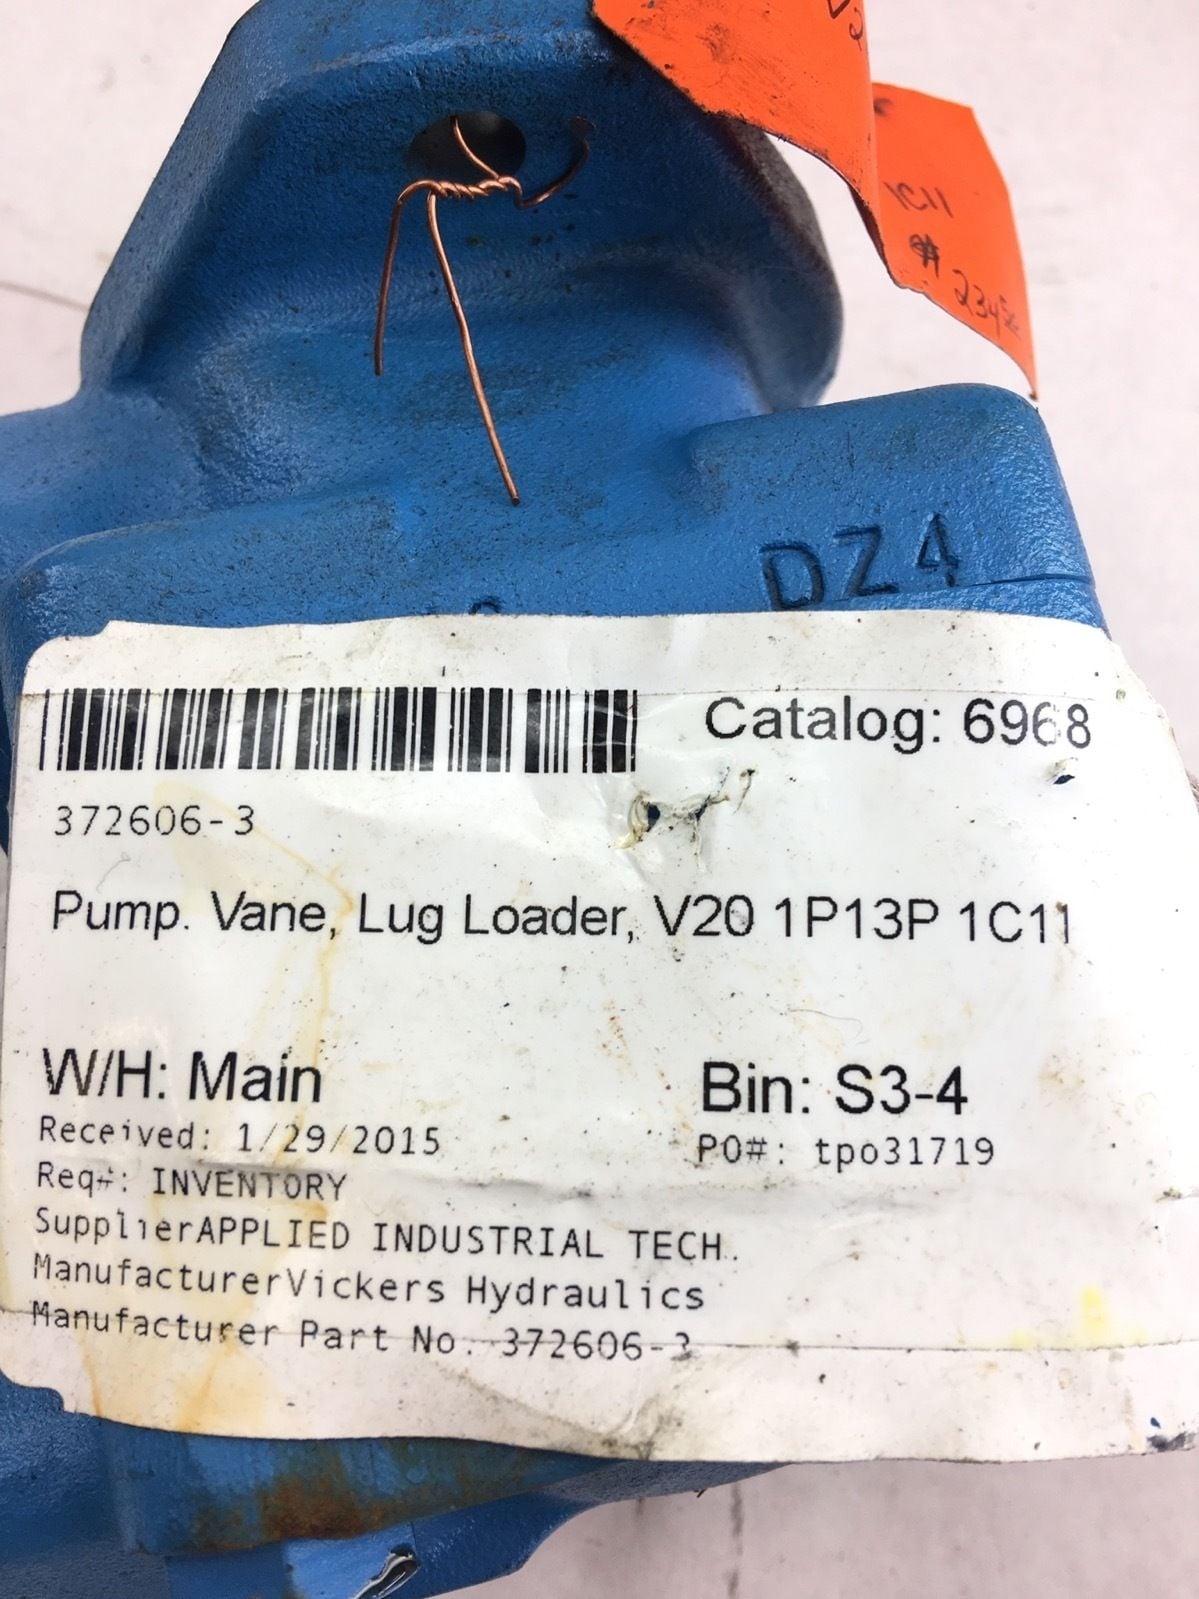 1C11
#
DZ4
Catalog: 6968
372606-3
Pump. Vane, Lug Loader, V20 1P13P 1C11
W/H: Main
Bin: S3-4
Received: 1/29/2015
PO#: tpo31719
Req#: INVENTORY
SupplierAPPLIED INDUSTRIAL TECH.
ManufacturerVickers Hydraulics
Manufacturer Part No.: 372606-3